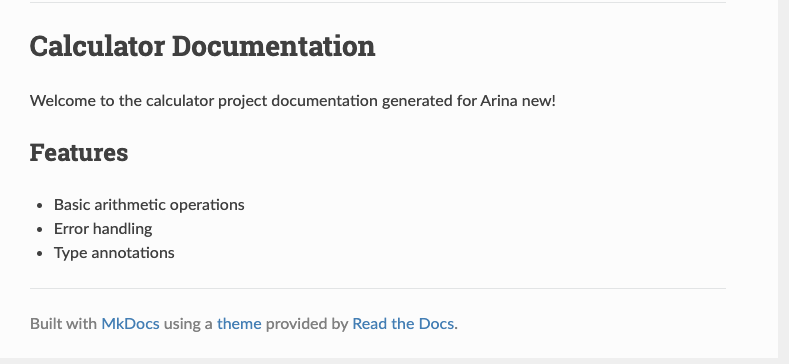 Calculator Documentation
Welcome to the calculator project documentation generated for Arina new!
Features
• Basic arithmetic operations
• Error handling
• Type annotations
Built with MkDocs using a theme provided by Read the Docs.